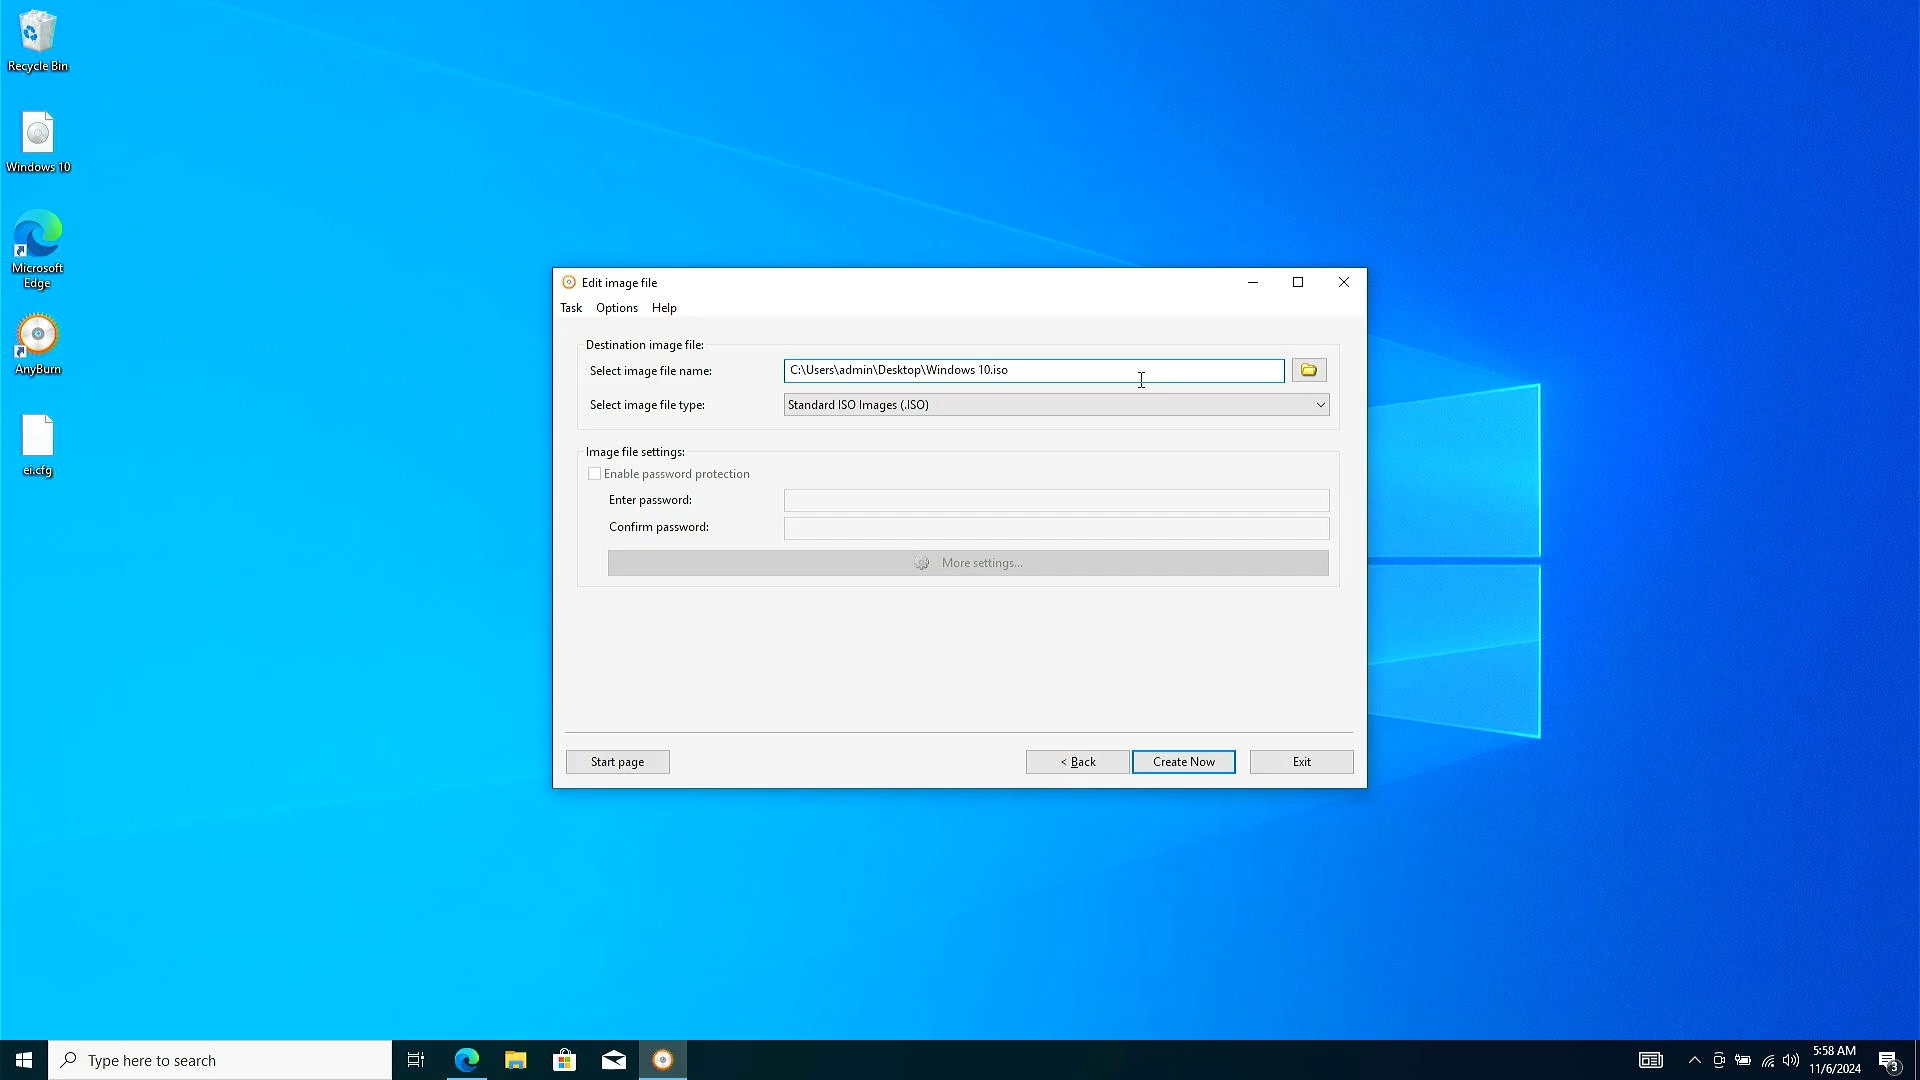 Recycle Bin
Windows 10
Microsoft
Edge
AnyBurn
ei.cfg
Edit image file
Task Options Help
Destination image file:
Select image file name: C:\Users\admin\Desktop\Windows 10.iso
Select image file type: Standard ISO Images (.ISO)
Image file settings:
Enable password protection
Enter password:
Confirm password:
More settings...
Start page < Back Create Now Exit
Type here to search
5:58 AM
11/6/2024
3